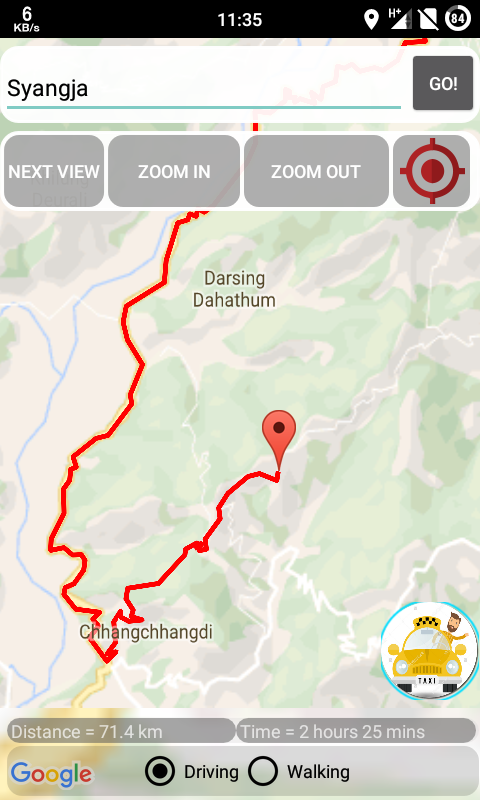 6
KB/s
11:35
H+
84
Syangja
GO!
NEXT VIEW
ZOOM IN
ZOOM OUT
Darsing
Dahathum
Chhangchhangdi
TAXI
Distance = 71.4 km
Time = 2 hours 25 mins
Google
Driving
Walking